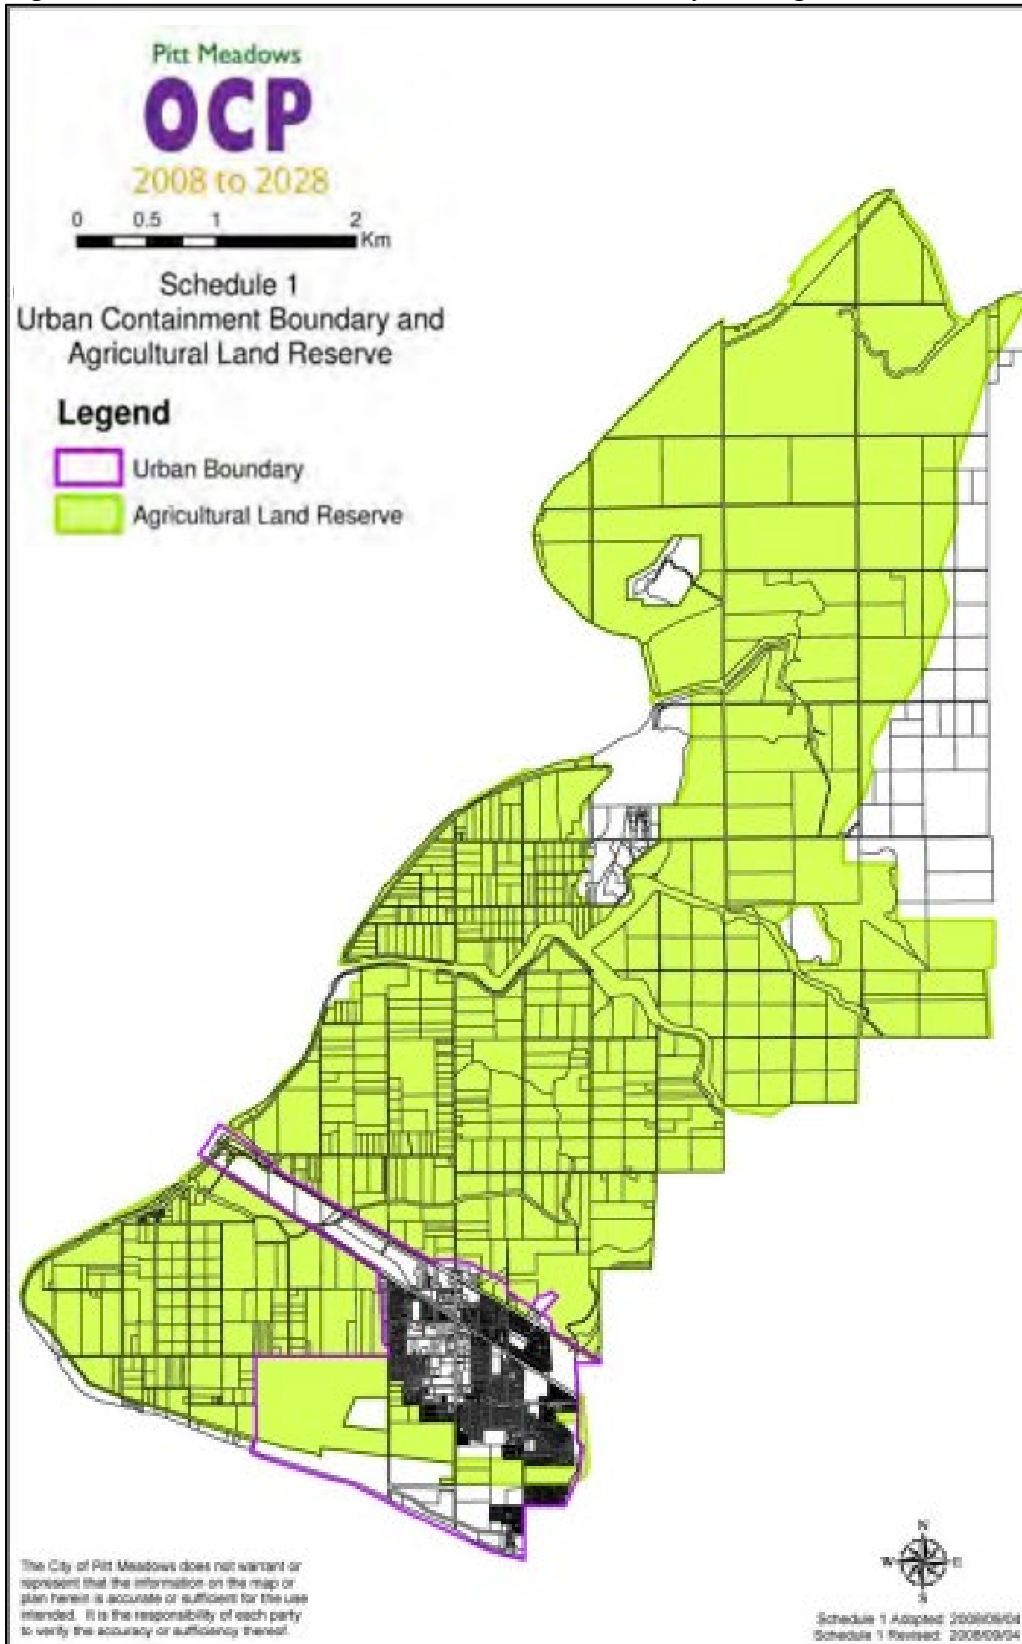 Pitt Meadows
OCP
2008 to 2028
0 0.5 1 2
Km
Schedule 1
Urban Containment Boundary and
Agricultural Land Reserve
Legend
Urban Boundary
Agricultural Land Reserve
N
W E
S
The City of Pitt Meadows does not warrant or
represent that the information on the map or
plan herein is accurate or sufficient for the use
intended. It is the responsibility of each party
to verify the accuracy or sufficiency thereof.
Schedule 1 Adopted:
Schedule 1 Revised: